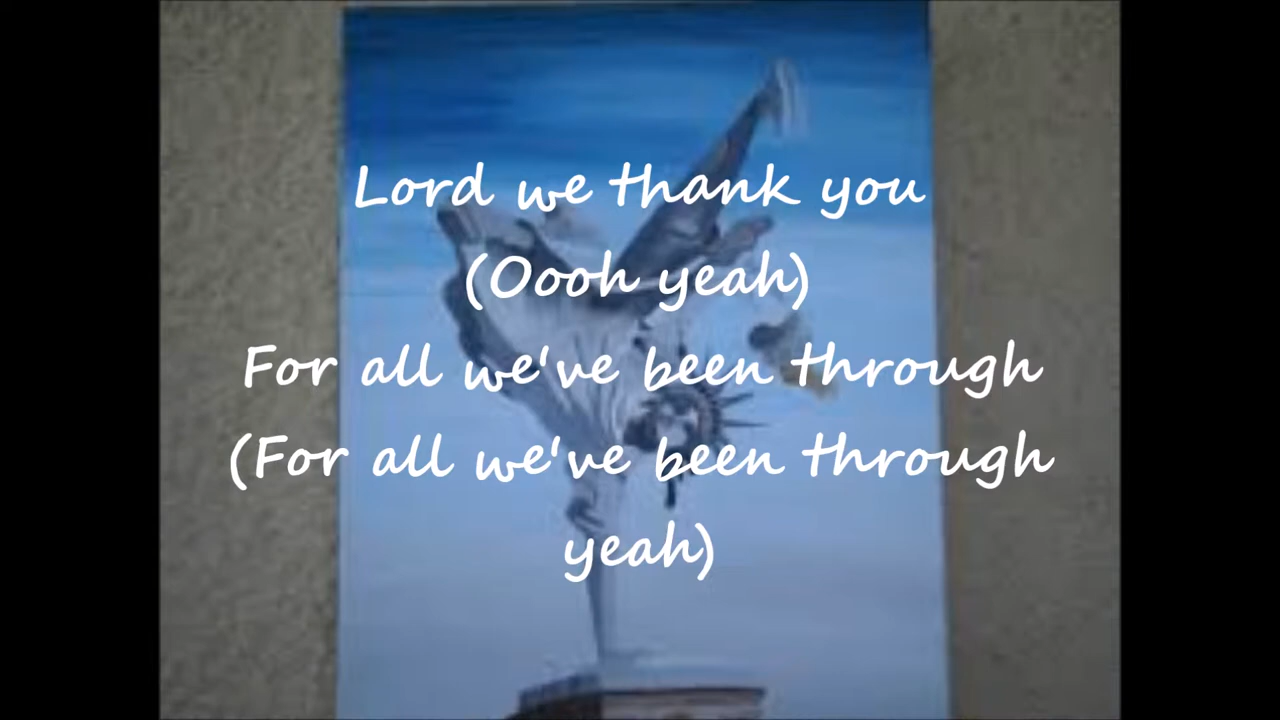 Lord we thank you
(Oooh yeah)
For all we've been through
(For all we've been through
yeah)